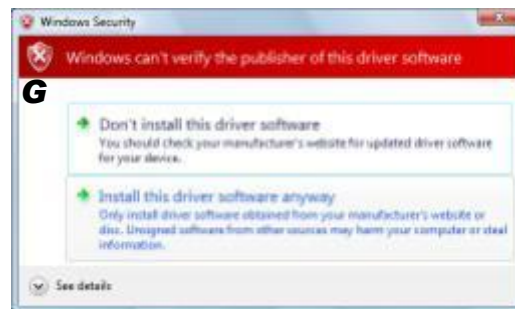 Windows Security
Windows can't verify the publisher of this driver software
G
Don't install this driver software
You should check your manufacturer's website for updated driver software
for your device.
Install this driver software anyway
Only install driver software obtained from your manufacturer's website or
disc. Unsigned software from other sources may harm your computer or steal
information.
See details